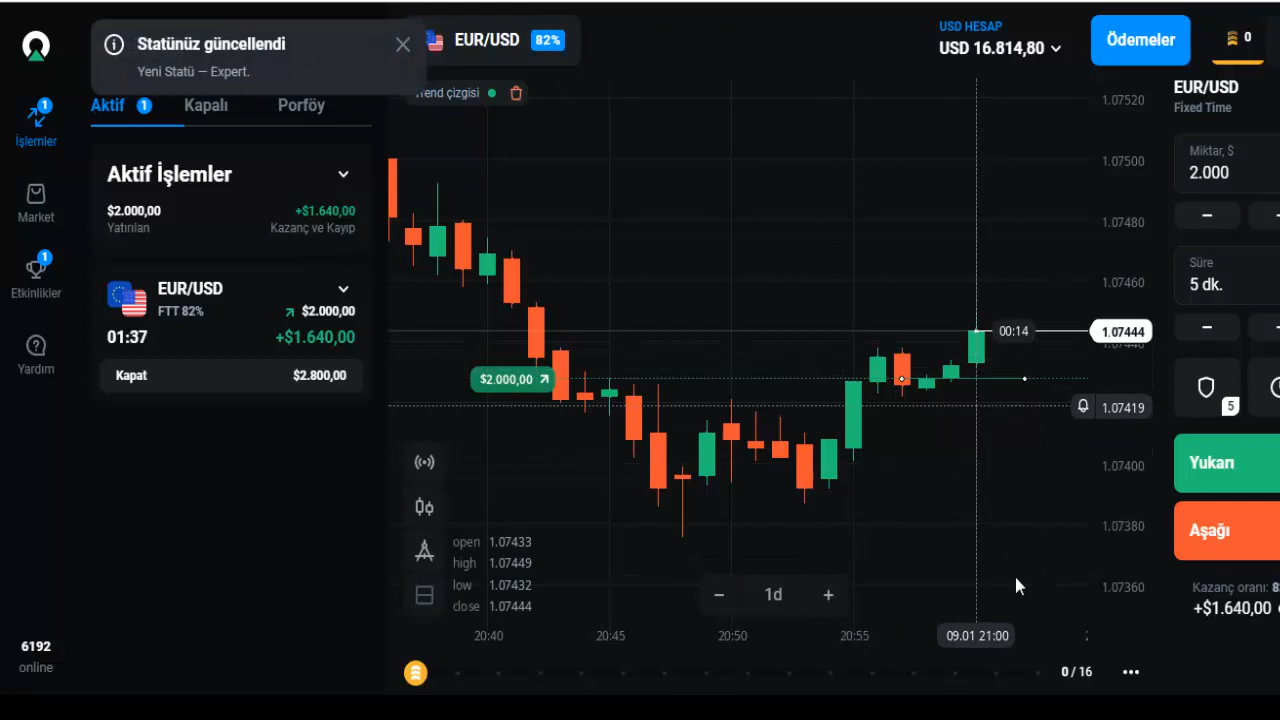 Statünüz güncellendi
Yeni Statü — Expert.
EUR/USD
82%
USD HESAP
USD 16.814,80
Ödemeler
0
1
İşlemler
Market
1
Etkinlikler
Yardım
6192
online
Aktif 1
Kapalı
Porföy
Aktif İşlemler
$2.000,00
+$1.640,00
Yatırılan
Kazanç ve Kayıp
EUR/USD
FTT 82%
$2.000,00
01:37
+$1.640,00
Kapat
$2.800,00
Trend çizgisi
$2.000,00
00:14
1.07520
1.07500
1.07480
1.07460
1.07444
1.07440
1.07419
1.07400
1.07380
1.07360
open 1.07433
high 1.07449
low 1.07432
close 1.07444
− 1d +
20:40
20:45
20:50
20:55
09.01 21:00
0 / 16
EUR/USD
Fixed Time
Miktar, $
2.000
−
Süre
5 dk.
−
5
Yukarı
Aşağı
Kazanç oranı:
+$1.640,00